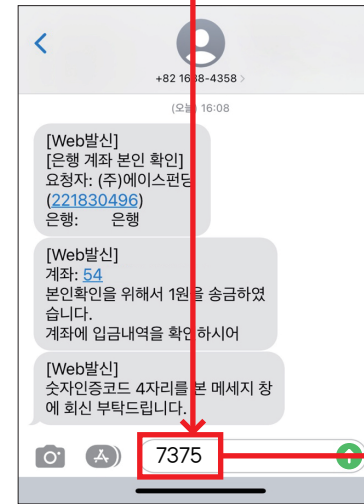 +82 1638-4358 >
(오늘) 16:08
[Web발신]
[은행 계좌 본인 확인]
요청자: (주)에이스펀딩
(221830496)
은행: 은행
[Web발신]
계좌: 54
본인확인을 위해서 1원을 송금하였
습니다.
계좌에 입금내역을 확인하시어
[Web발신]
숫자인증코드 4자리를 본 메세지 창
에 회신 부탁드립니다.
7375